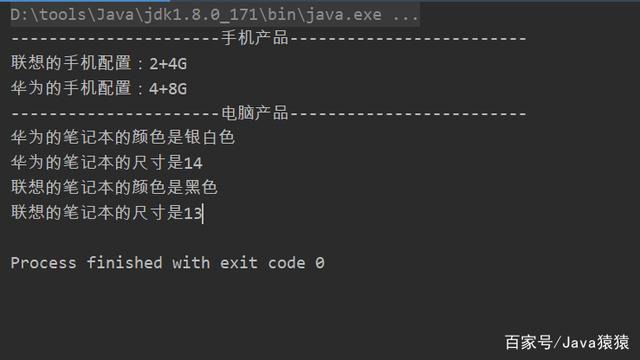 D:\tools\Java\jdk1.8.0_171\bin\java.exe ...
----------------------手机产品-------------------------
联想的手机配置：2+4G
华为的手机配置：4+8G
----------------------电脑产品-------------------------
华为的笔记本的颜色是银白色
华为的笔记本的尺寸是14
联想的笔记本的颜色是黑色
联想的笔记本的尺寸是13
Process finished with exit code 0
百家号/Java猿猿